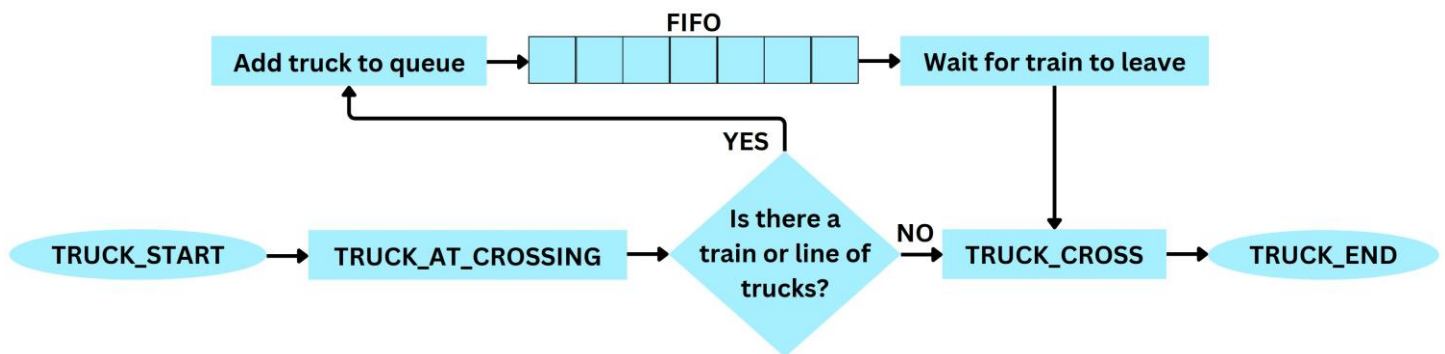 FIFO
Add truck to queue
Wait for train to leave
YES
Is there a
train or line of
trucks?
NO
TRUCK_START
TRUCK_AT_CROSSING
TRUCK_CROSS
TRUCK_END